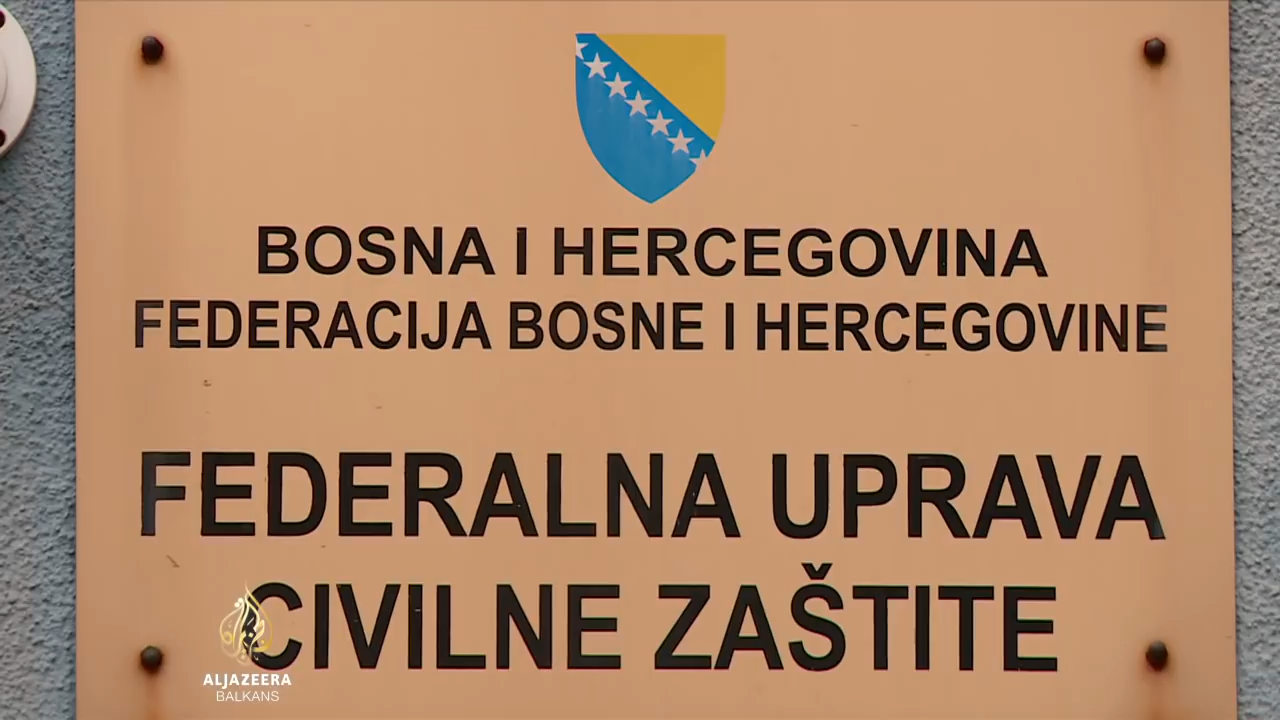 BOSNA I HERCEGOVINA
FEDERACIJA BOSNE I HERCEGOVINE
FEDERALNA UPRAVA
CIVILNE ZAŠTITE
ALJAZEERA
BALKANS